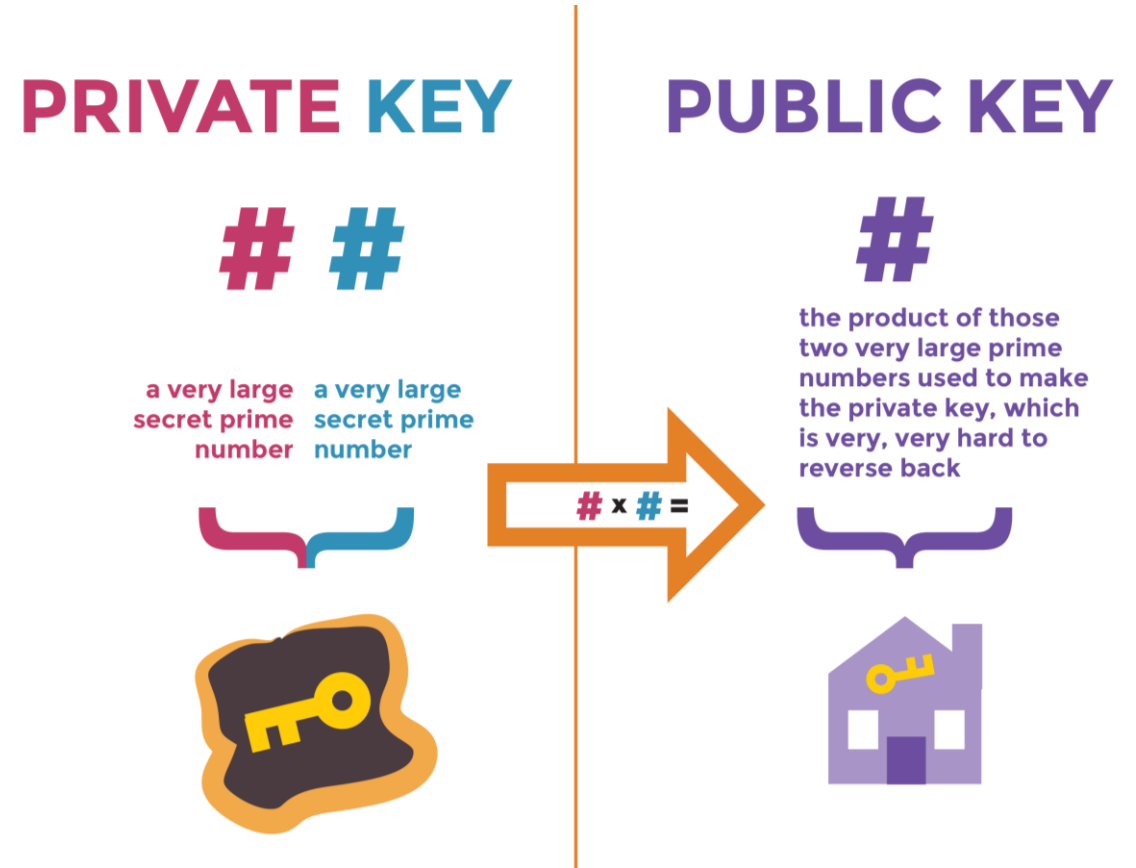 PRIVATE KEY
# #
a very large
secret prime
number
a very large
secret prime
number
# x # =
PUBLIC KEY
#
the product of those
two very large prime
numbers used to make
the private key, which
is very, very hard to
reverse back